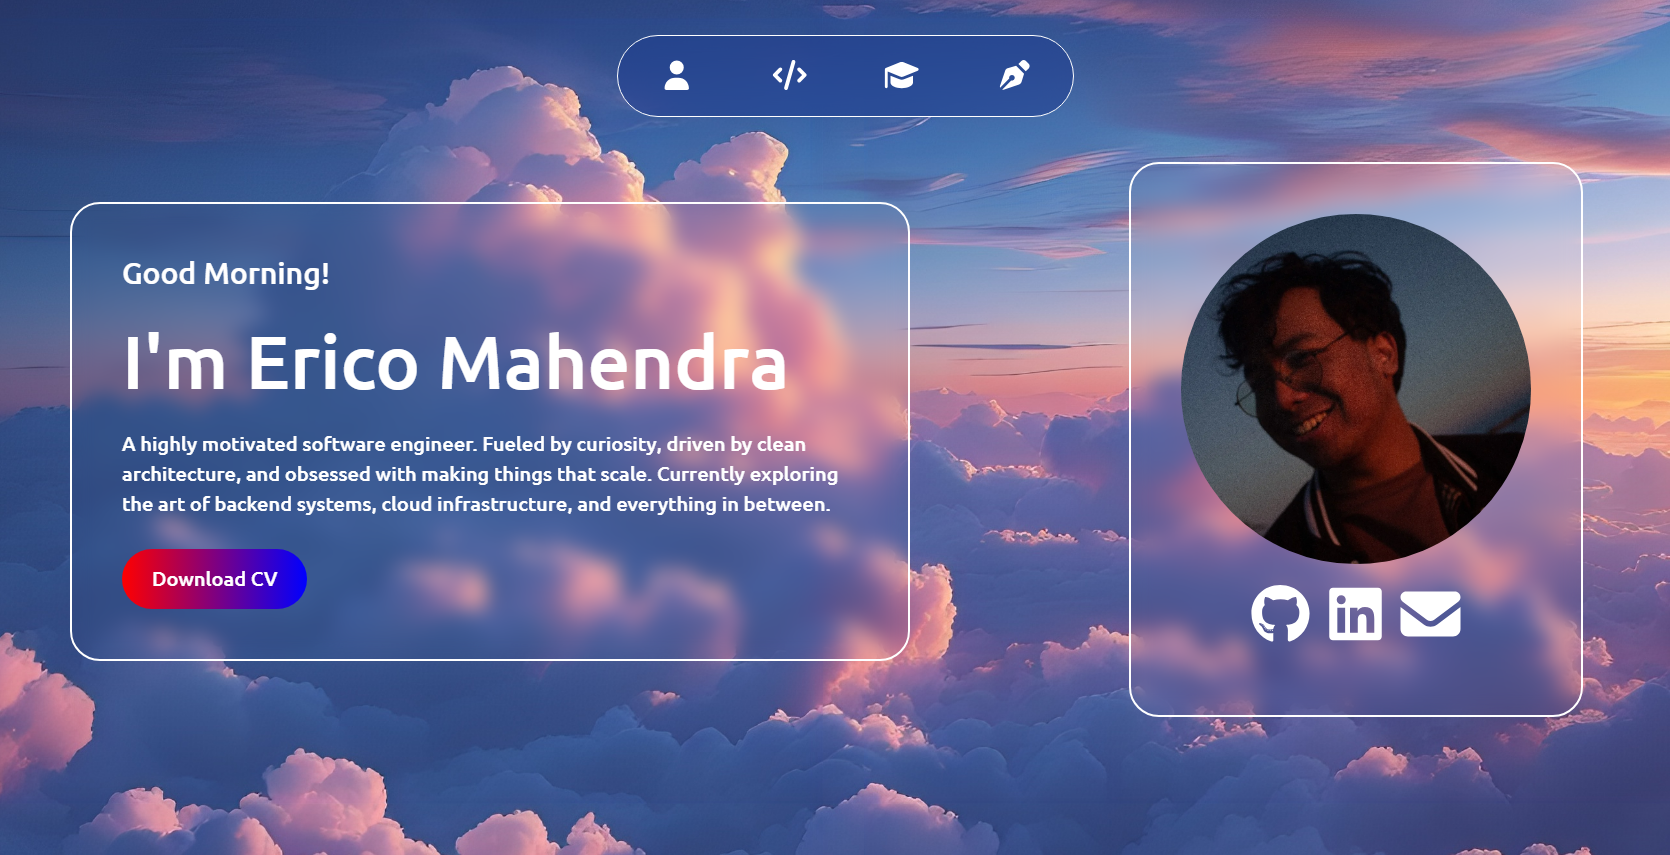 Good Morning!
I'm Erico Mahendra
A highly motivated software engineer. Fueled by curiosity, driven by clean
architecture, and obsessed with making things that scale. Currently exploring
the art of backend systems, cloud infrastructure, and everything in between.
Download CV